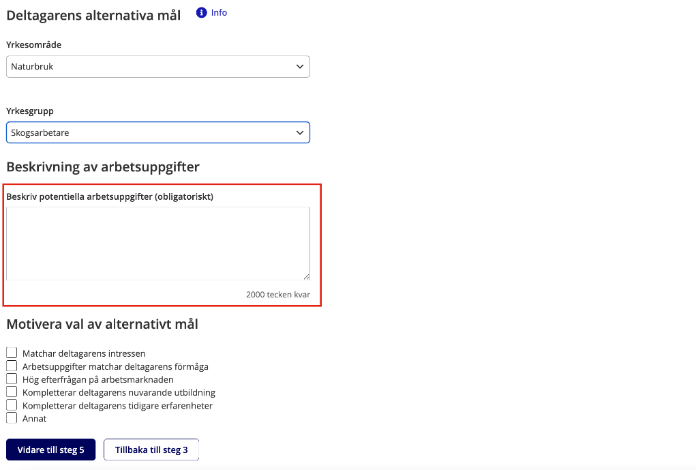 Deltagarens alternativa mål
Info
Yrkesområde
Naturbruk
Yrkesgrupp
Skogsarbetare
Beskrivning av arbetsuppgifter
Beskriv potentiella arbetsuppgifter (obligatoriskt)
2000 tecken kvar
Motivera val av alternativt mål
Matchar deltagarens intressen
Arbetsuppgifter matchar deltagarens förmåga
Hög efterfrågan på arbetsmarknaden
Kompletterar deltagarens nuvarande utbildning
Kompletterar deltagarens tidigare erfarenheter
Annat
Vidare till steg 5
Tillbaka till steg 3